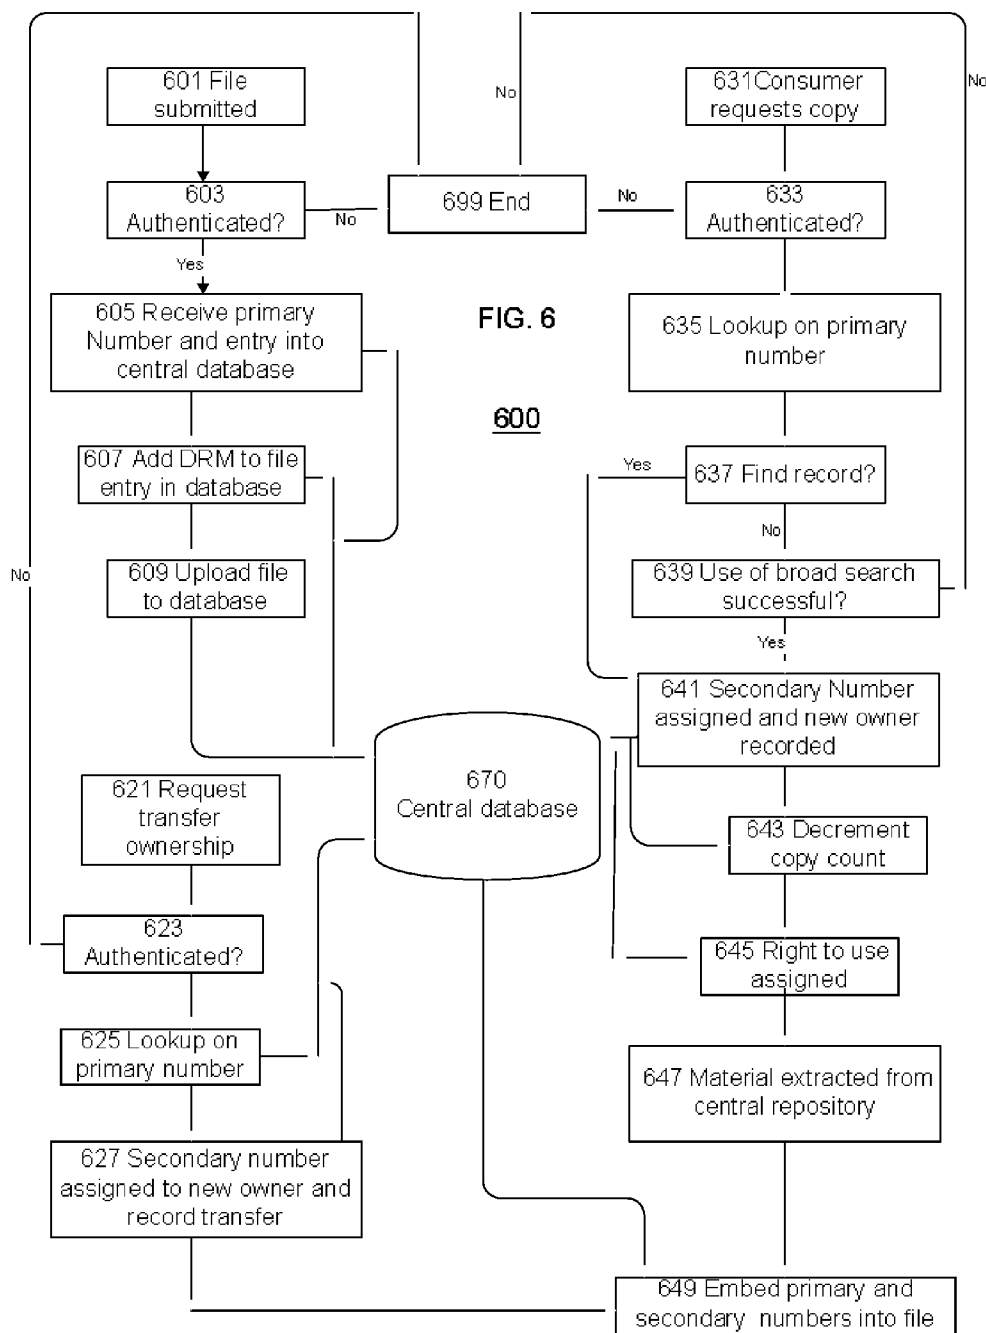 No
No
601 File
submitted
631Consumer
requests copy
603
Authenticated?
No
699 End
No
633
Authenticated?
Yes
605 Receive primary
Number and entry into
central database
FIG. 6
635 Lookup on primary
number
600
607 Add DRM to file
entry in database
Yes
637 Find record?
No
No
609 Upload file
to database
639 Use of broad search
successful?
Yes
641 Secondary Number
assigned and new owner
recorded
670
Central database
621 Request
transfer
ownership
643 Decrement
copy count
623
Authenticated?
645 Right to use
assigned
625 Lookup on
primary number
647 Material extracted from
central repository
627 Secondary number
assigned to new owner and
record transfer
649 Embed primary and
secondary numbers into file